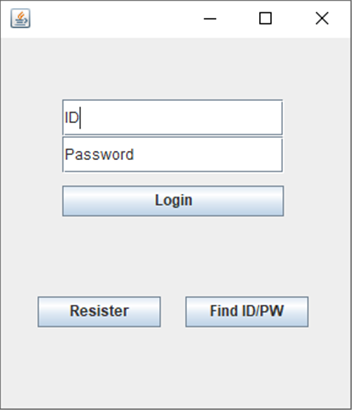 ID
Password
Login
Resister Find ID/PW